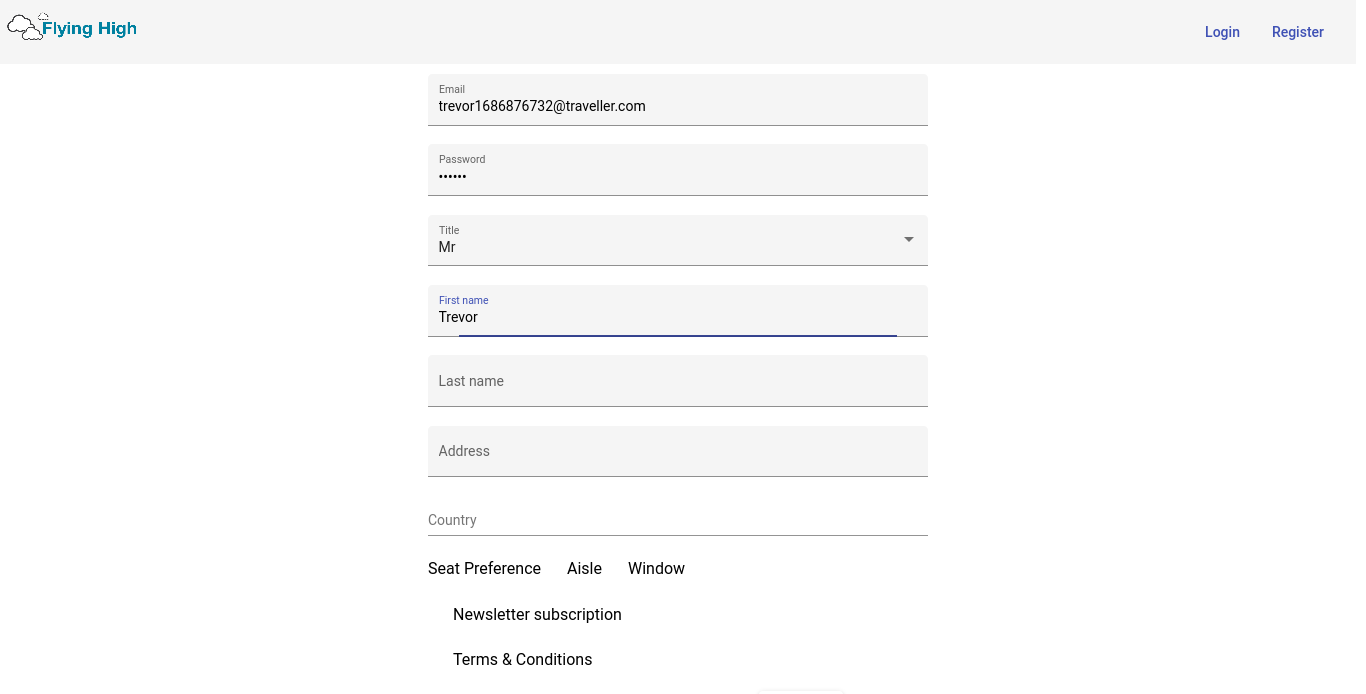 Flying High
Login Register
Email
trevor1686876732@traveller.com
Password
••••••
Title
Mr
First name
Trevor
Last name
Address
Country
Seat Preference Aisle Window
Newsletter subscription
Terms & Conditions